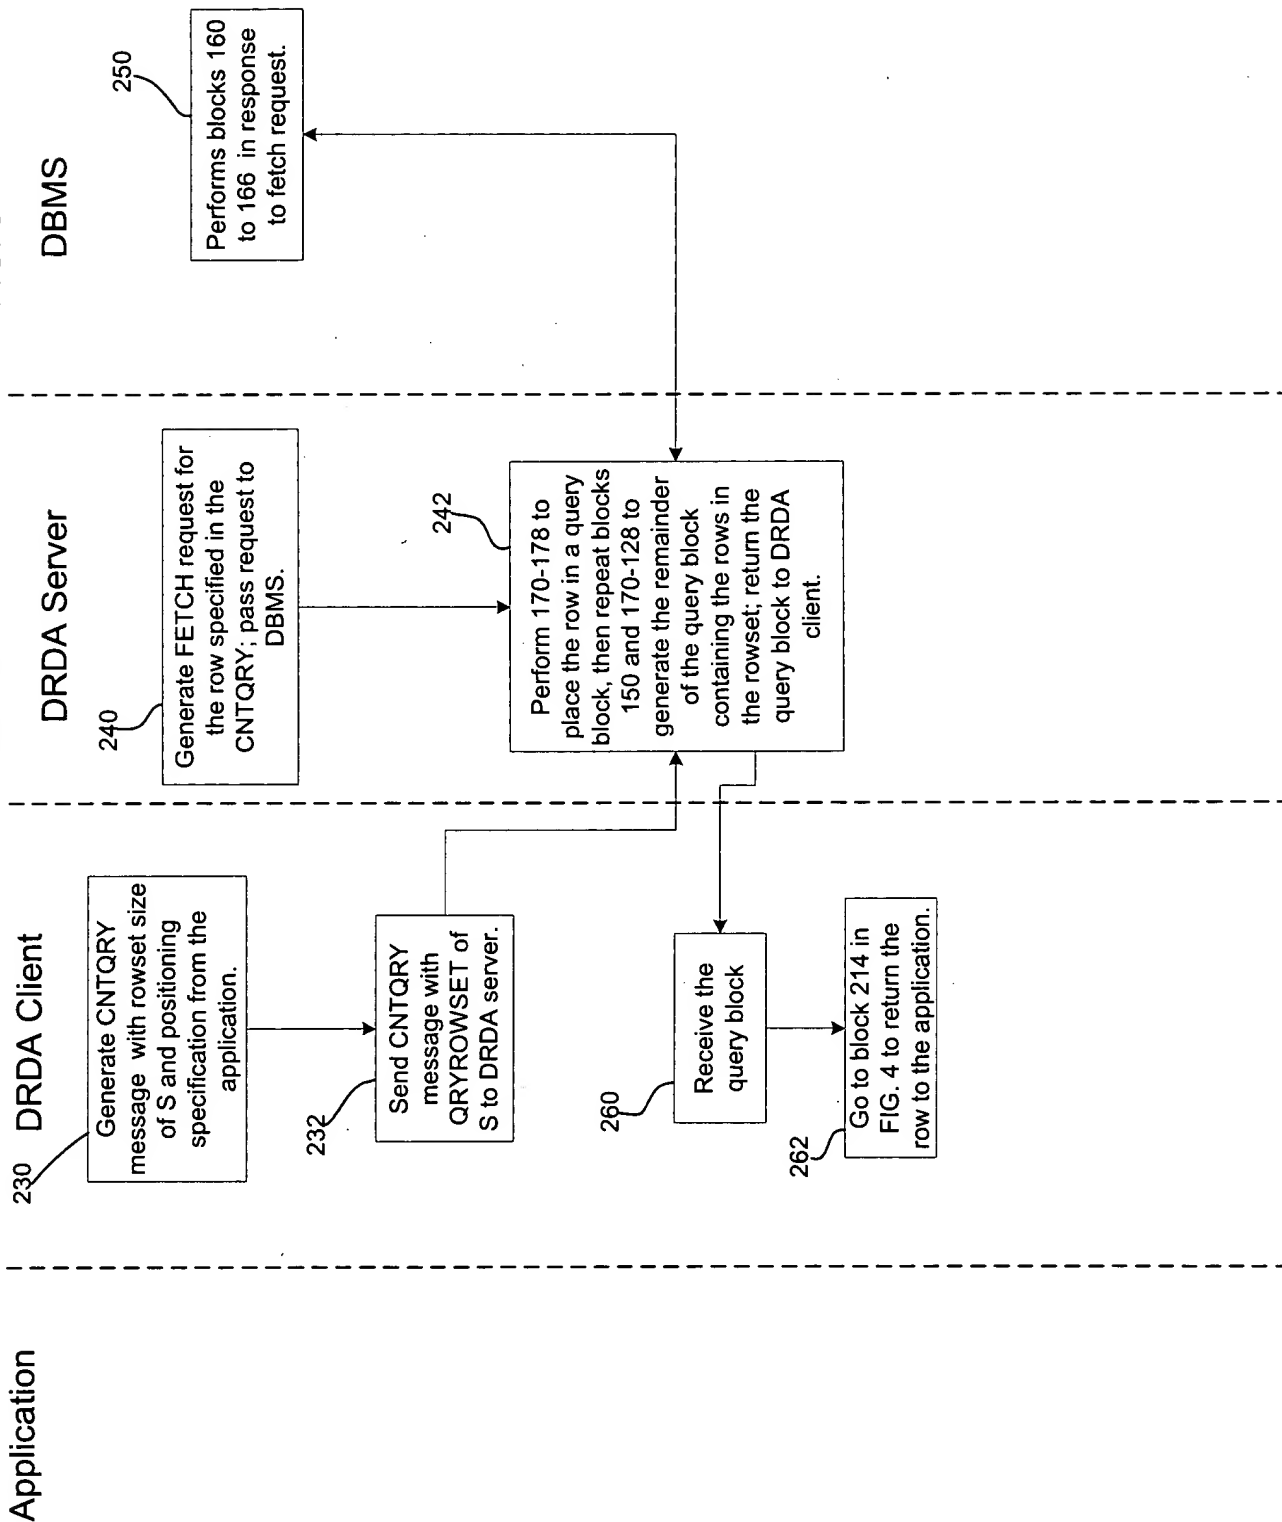 Application
DRDA Client
DRDA Server
DBMS
230
Generate CNTQRY
message with rowset size
of S and positioning
specification from the
application.
232
Send CNTQRY
message with
QRYROWSET of
S to DRDA server.
240
Generate FETCH request for
the row specified in the
CNTQRY; pass request to
DBMS.
242
Perform 170-178 to
place the row in a query
block, then repeat blocks
150 and 170-128 to
generate the remainder
of the query block
containing the rows in
the rowset; return the
query block to DRDA
client.
250
Performs blocks 160
to 166 in response
to fetch request.
260
Receive the
query block
262
Go to block 214 in
FIG. 4 to return the
row to the application.